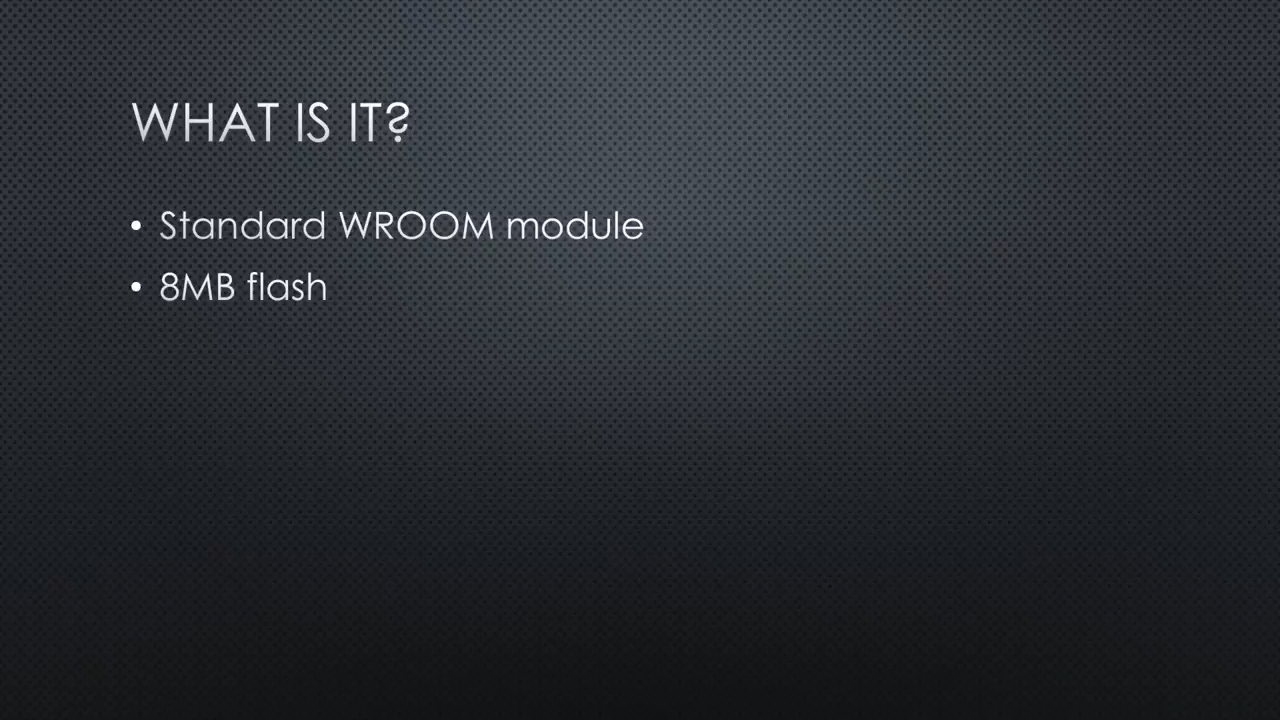 WHAT IS IT?
• Standard WROOM module
• 8MB flash